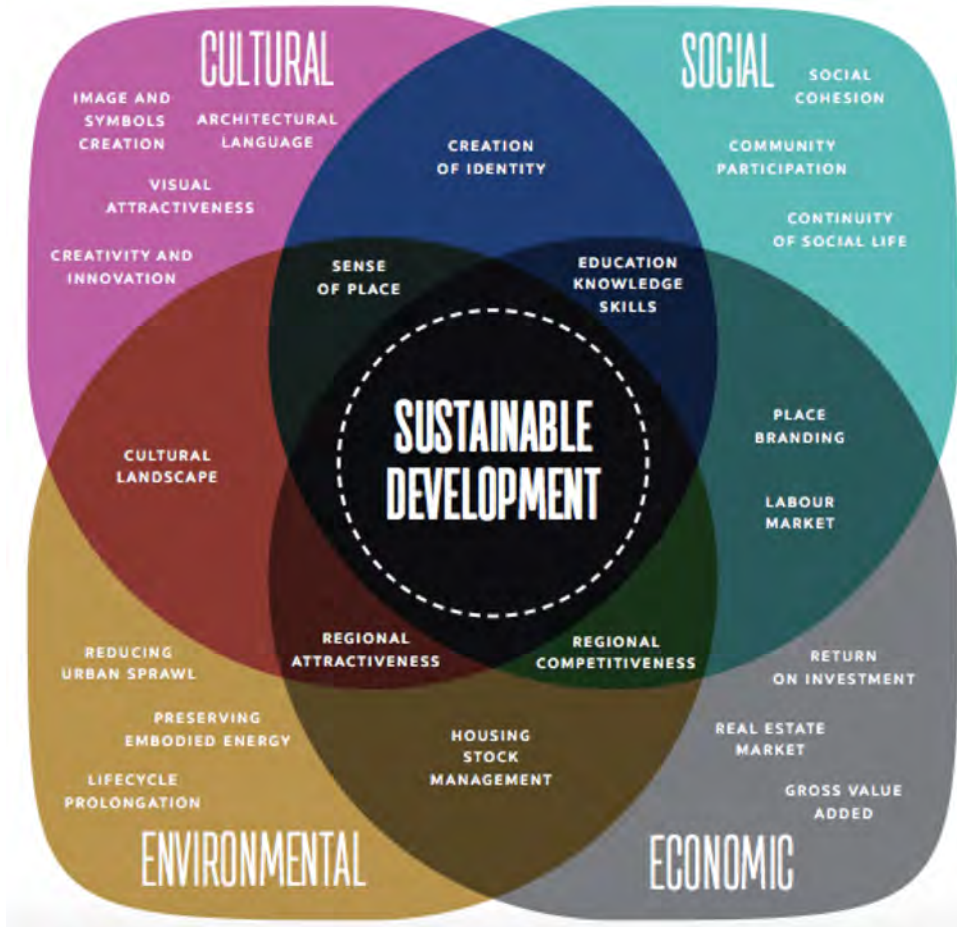 CULTURAL
IMAGE AND
SYMBOLS
CREATION
ARCHITECTURAL
LANGUAGE
VISUAL
ATTRACTIVENESS
CREATIVITY AND
INNOVATION
SOCIAL
SOCIAL
COHESION
COMMUNITY
PARTICIPATION
CONTINUITY
OF SOCIAL LIFE
CREATION
OF IDENTITY
SENSE
OF PLACE
EDUCATION
KNOWLEDGE
SKILLS
CULTURAL
LANDSCAPE
SUSTAINABLE
DEVELOPMENT
PLACE
BRANDING
LABOUR
MARKET
REGIONAL
ATTRACTIVENESS
REGIONAL
COMPETITIVENESS
REDUCING
URBAN SPRAWL
PRESERVING
EMBODIED ENERGY
LIFECYCLE
PROLONGATION
ENVIRONMENTAL
HOUSING
STOCK
MANAGEMENT
RETURN
ON INVESTMENT
REAL ESTATE
MARKET
GROSS VALUE
ADDED
ECONOMIC